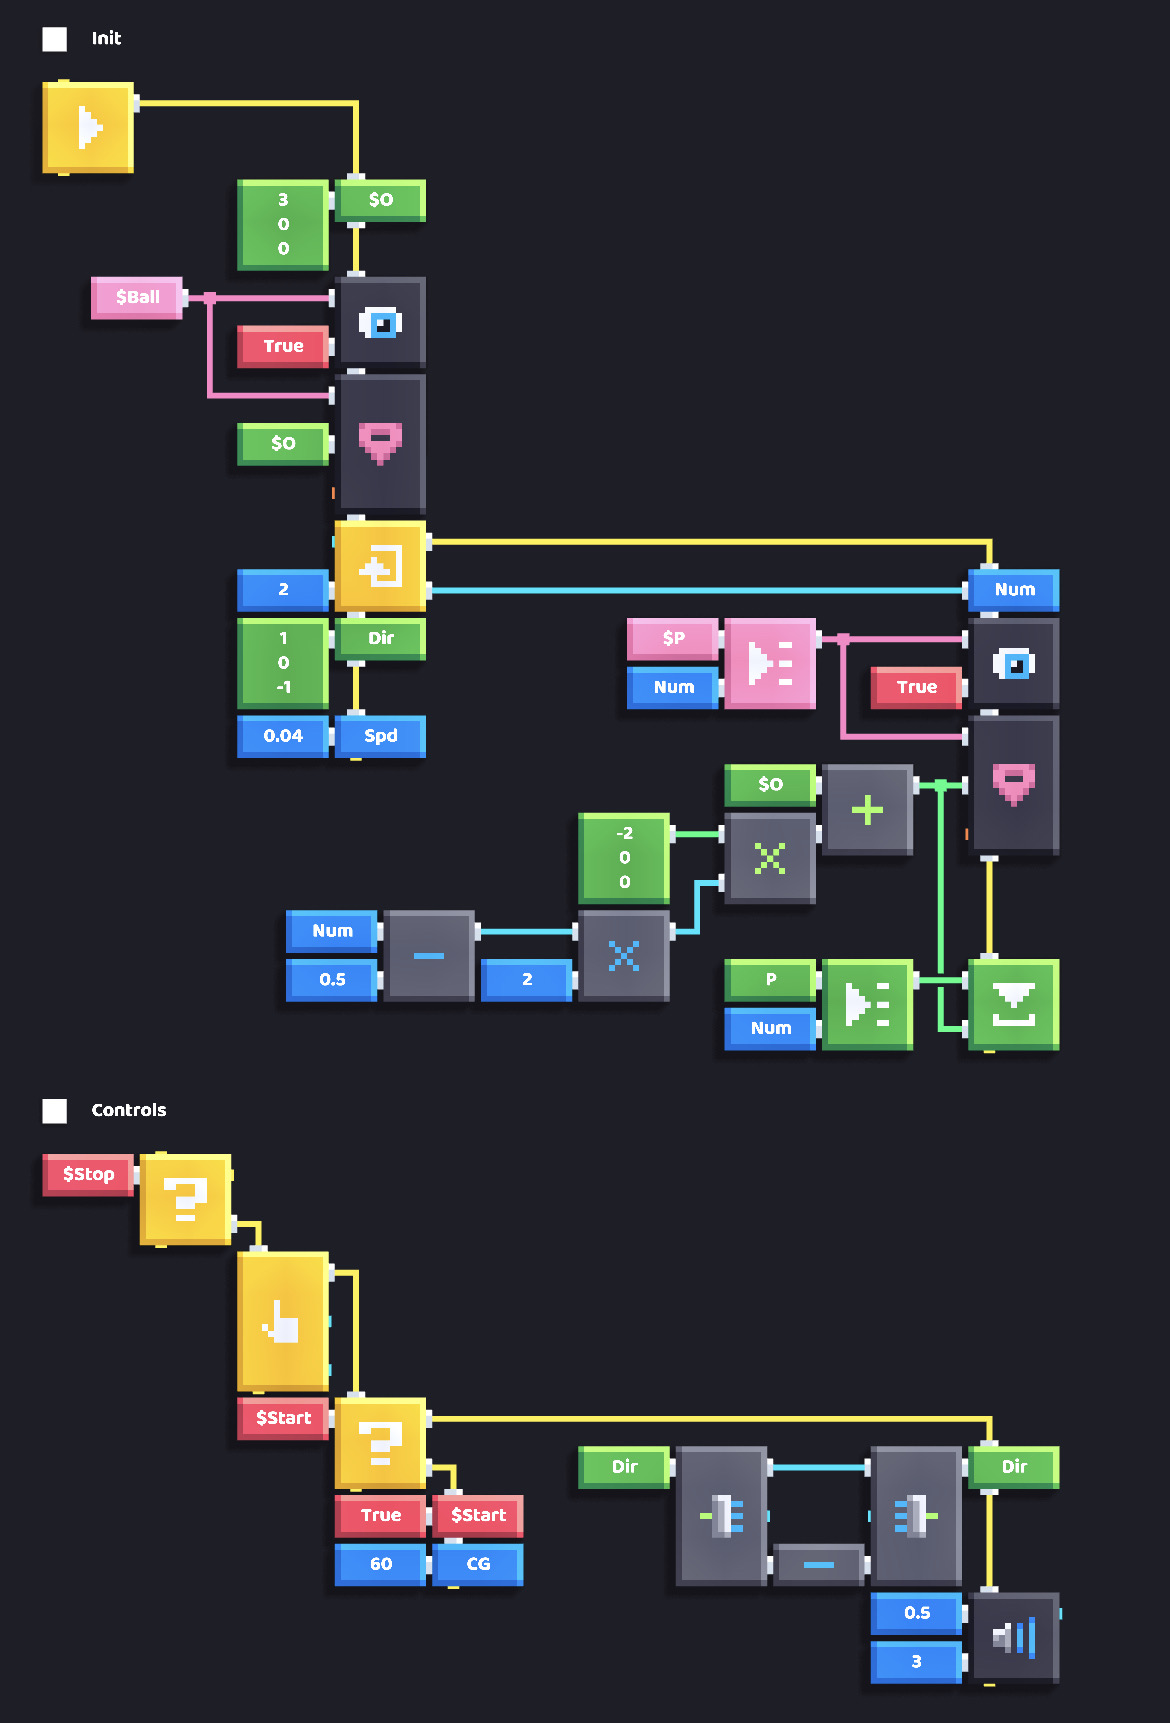 Init
3 $O
0
0
$Ball
True
$O
2 Num
1 Dir $P
0
-1 Num True
0.04 Spd
$O
-2
0
0
Num
0.5 2 P
Num
Controls
$Stop
$Start
Dir Dir
True $Start
60 CG
0.5
3